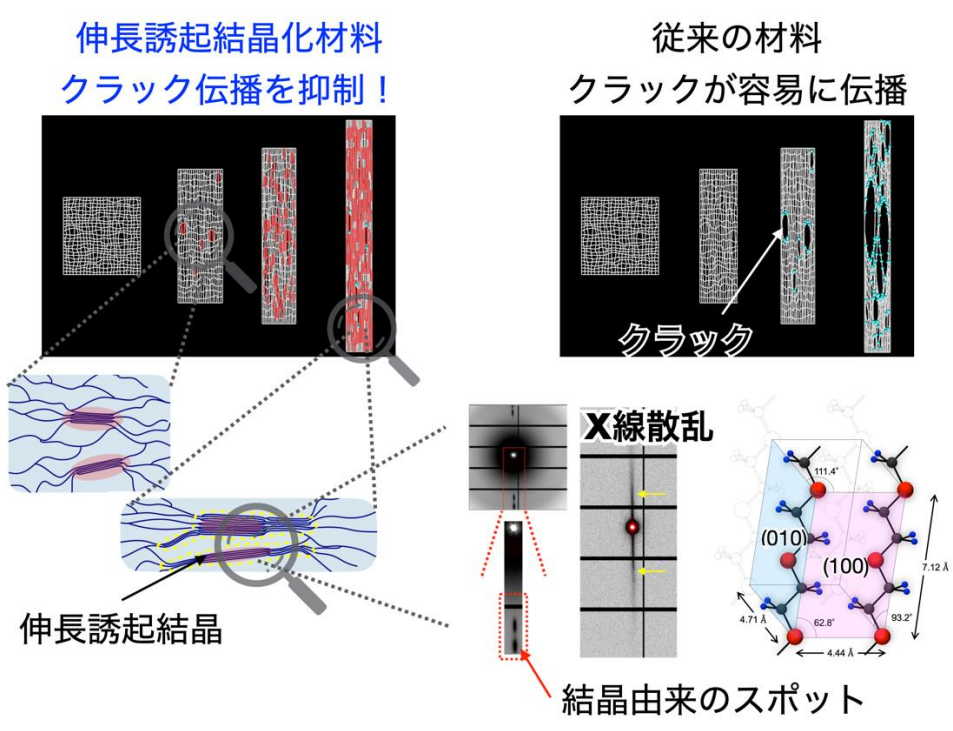 伸長誘起結晶化材料
クラック伝播を抑制！
従来の材料
クラックが容易に伝播
クラック
X線散乱
111.4°
(010)
(100)
7.12 Å
4.71 Å
62.8°
93.2°
4.44 Å
伸長誘起結晶
結晶由来のスポット